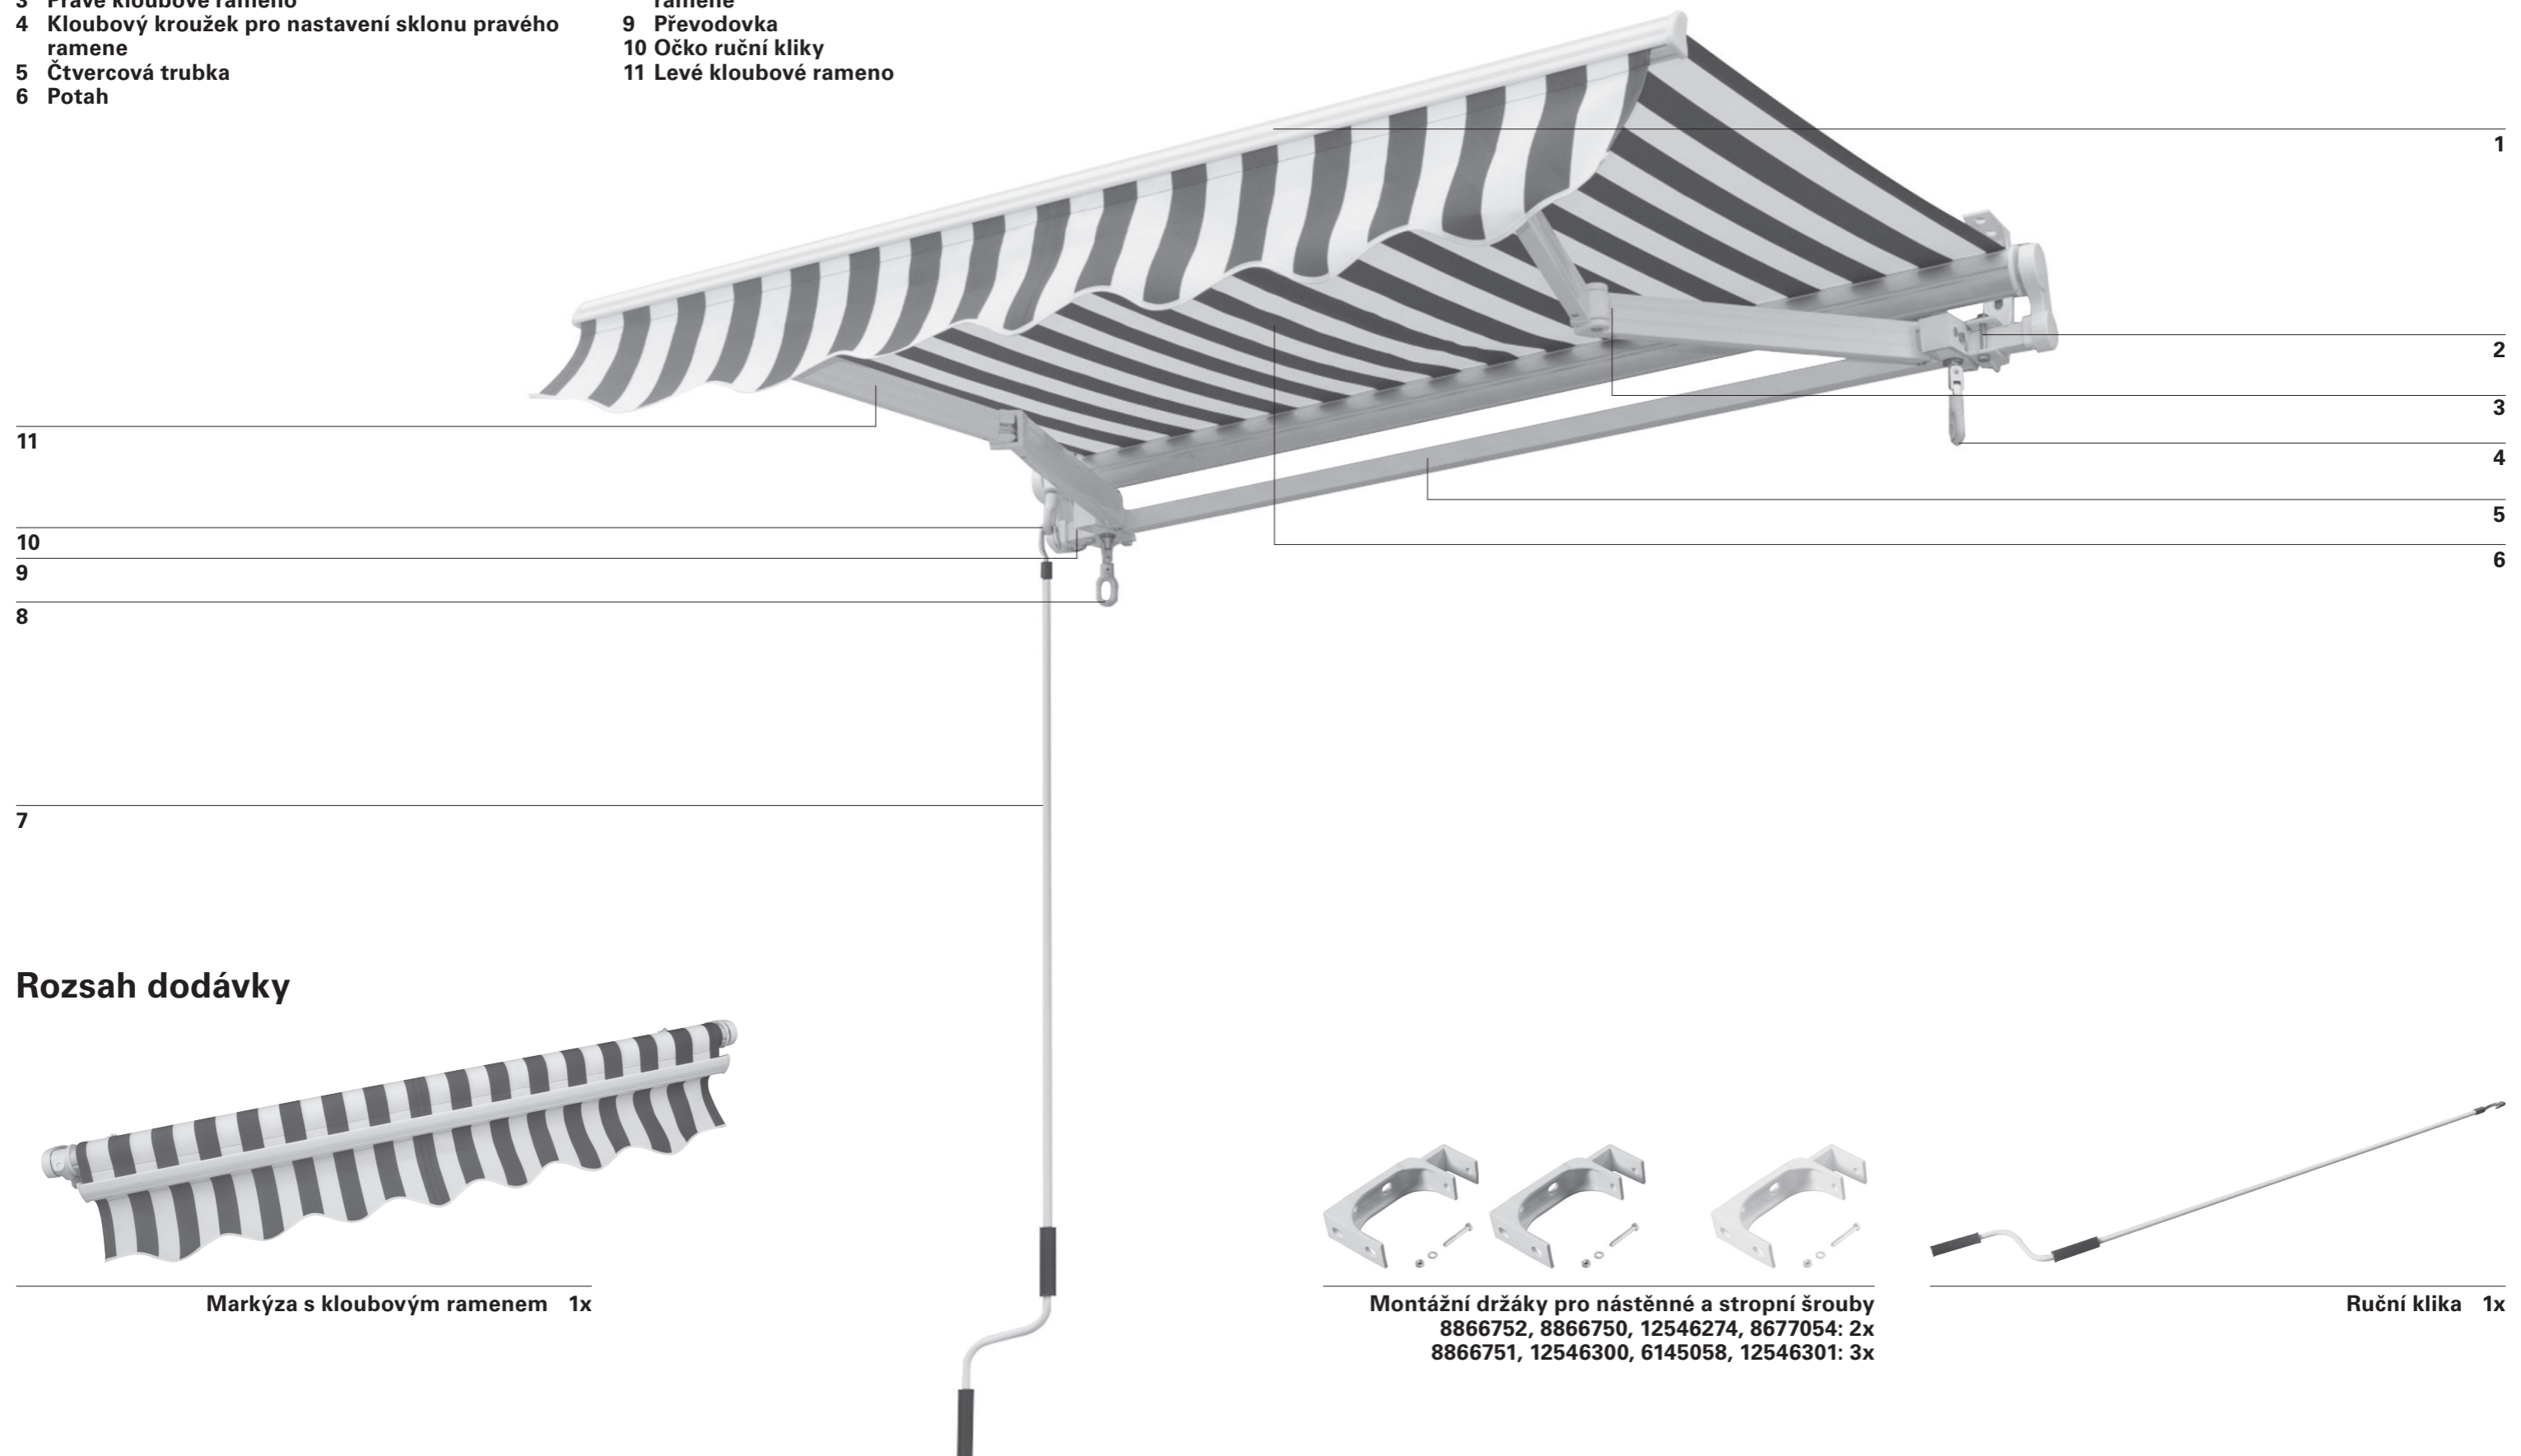 3 Pravé kloubové rameno
4 Kloubový kroužek pro nastavení sklonu pravého
ramene
5 Čtvercová trubka
6 Potah
ramene
9 Převodovka
10 Očko ruční kliky
11 Levé kloubové rameno
1
2
3
4
5
6
11
10
9
8
7
Rozsah dodávky
Markýza s kloubovým ramenem 1x
Montážní držáky pro nástěnné a stropní šrouby
8866752, 8866750, 12546274, 8677054: 2x
8866751, 12546300, 6145058, 12546301: 3x
Ruční klika 1x